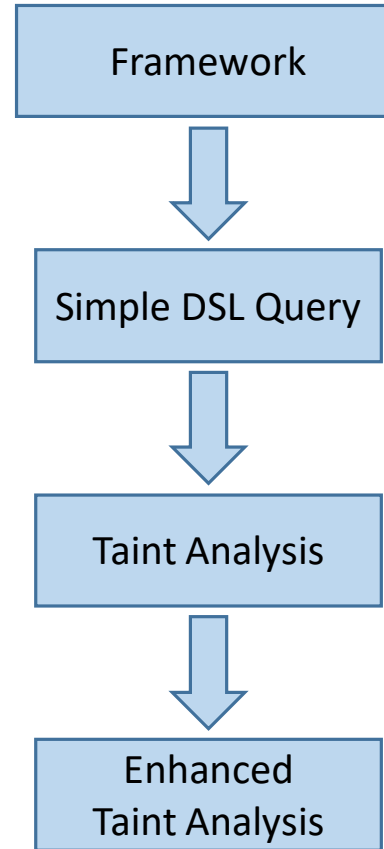 Framework
Simple DSL Query
Taint Analysis
Enhanced
Taint Analysis